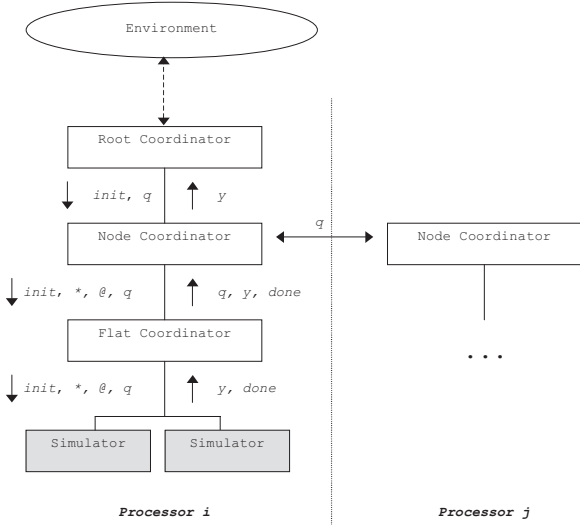 Environment
Root Coordinator
init, q
y
Node Coordinator
q
Node Coordinator
init, *, @, q
q, y, done
Flat Coordinator
...
init, *, @, q
y, done
Simulator
Simulator
Processor i
Processor j